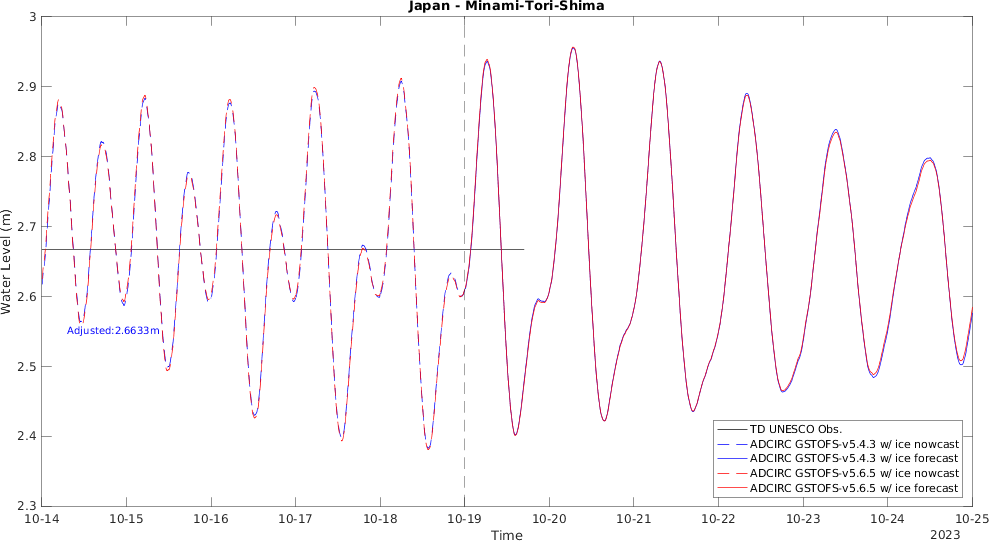 Japan - Minami-Tori-Shima
3
2.9
2.8
2.7
2.6
2.5
2.4
2.3
Water Level (m)
Adjusted:2.6633m
TD UNESCO Obs.
ADCIRC GSTOFS-v5.4.3 w/ ice nowcast
ADCIRC GSTOFS-v5.4.3 w/ ice forecast
ADCIRC GSTOFS-v5.6.5 w/ ice nowcast
ADCIRC GSTOFS-v5.6.5 w/ ice forecast
10-14 10-15 10-16 10-17 10-18 10-19 10-20 10-21 10-22 10-23 10-24 10-25
Time
2023